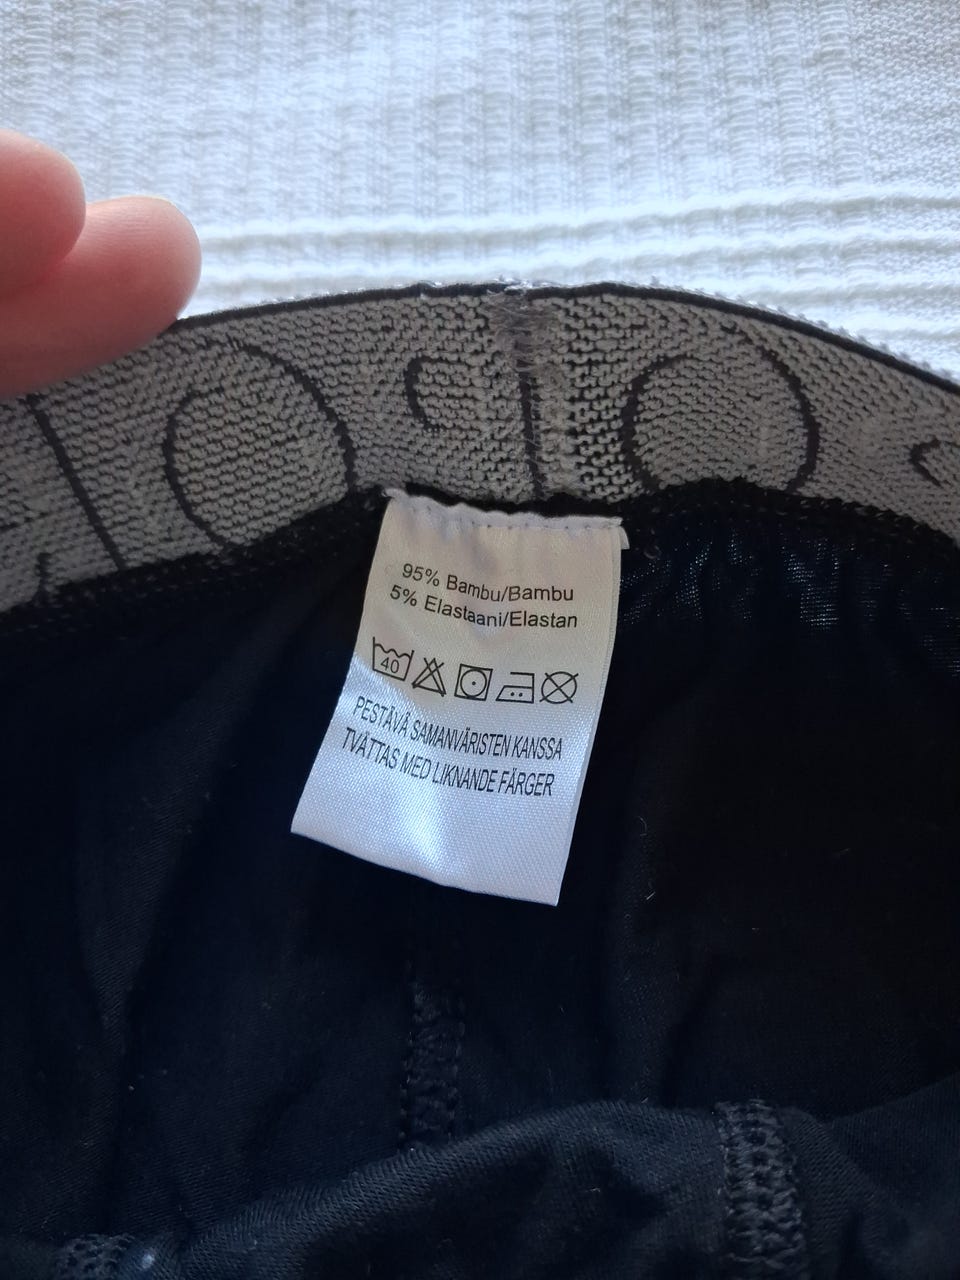 95% Bambu/Bambu
5% Elastaani/Elastan
40
PESTÄVÄ SAMANVÄRISTEN KANSSA
TVÄTTAS MED LIKNANDE FÄRGER